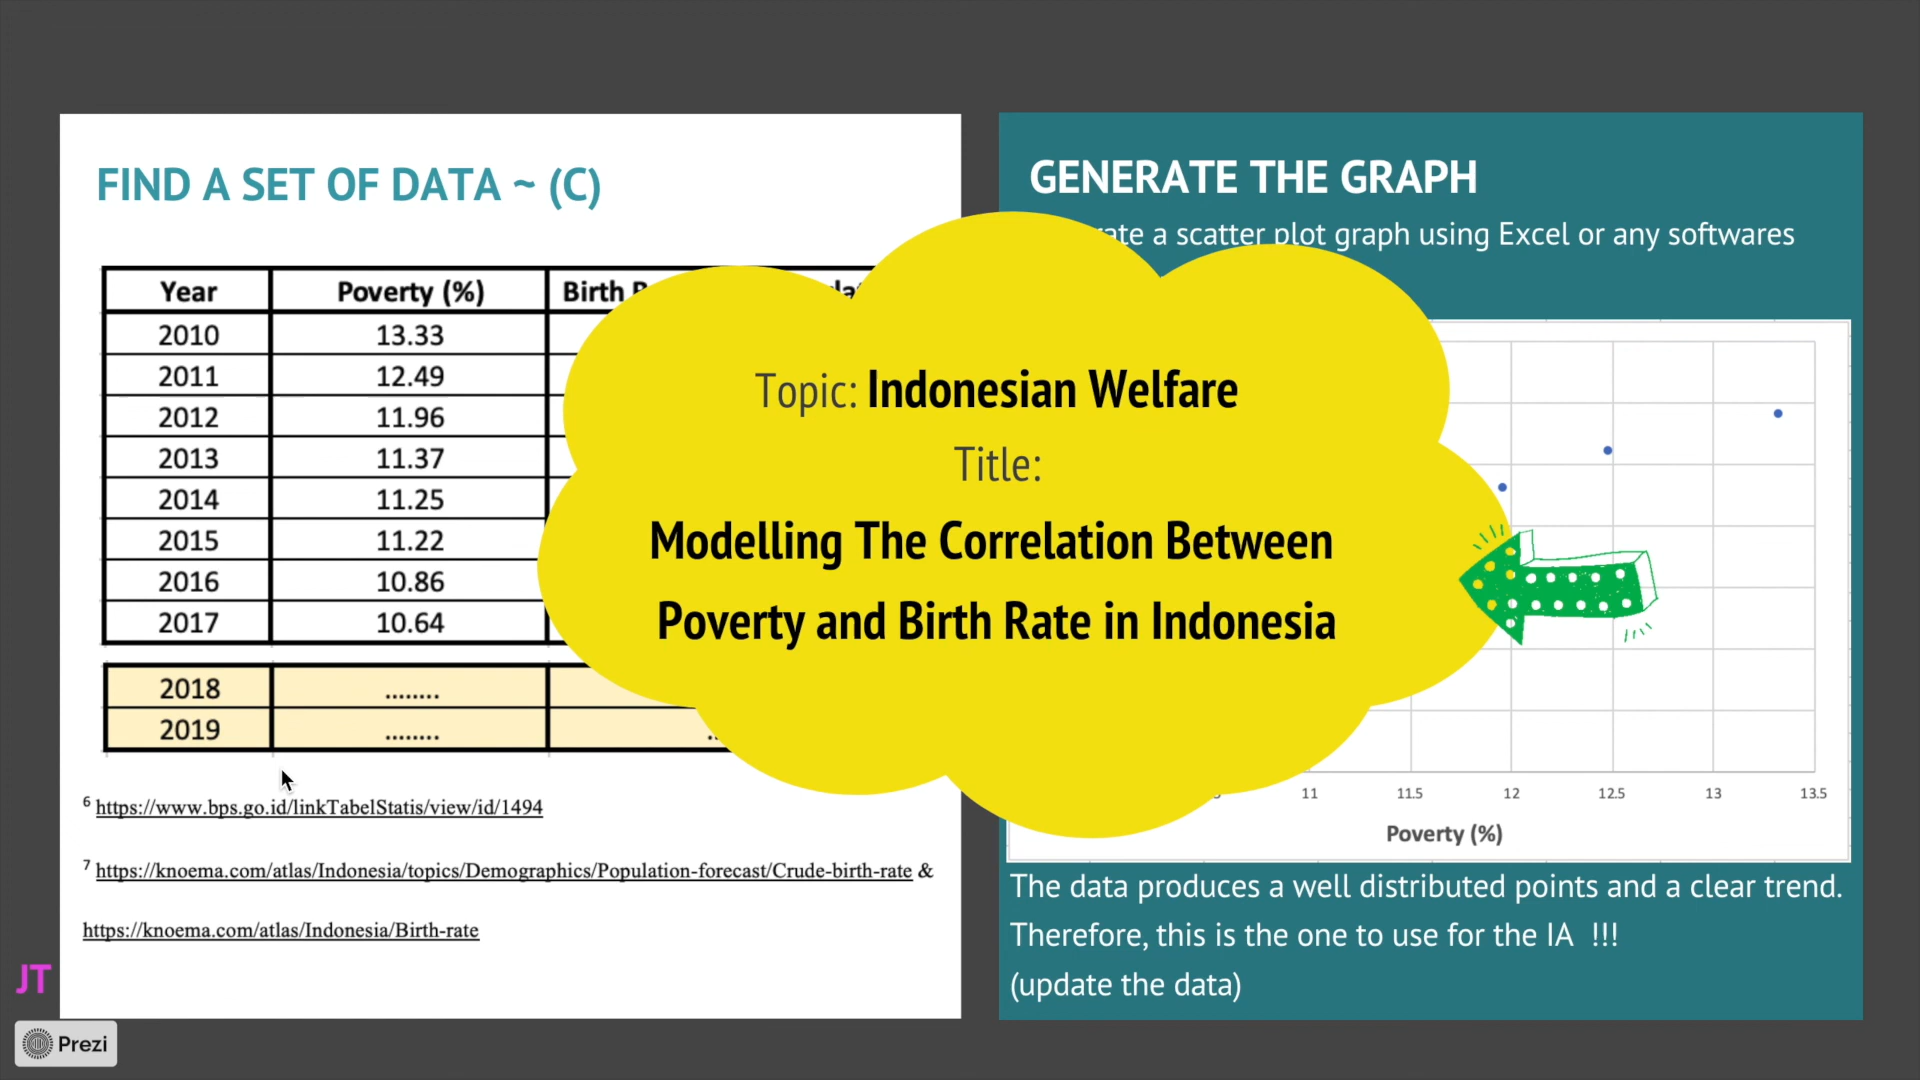 FIND A SET OF DATA ~ (C)
Year Poverty (%) Birth
2010 13.33
2011 12.49
2012 11.96
2013 11.37
2014 11.25
2015 11.22
2016 10.86
2017 10.64
2018 ........
2019 ........
6 https://www.bps.go.id/linkTabelStatis/view/id/1494
7 https://knoema.com/atlas/Indonesia/topics/Demographics/Population-forecast/Crude-birth-rate &
https://knoema.com/atlas/Indonesia/Birth-rate
JT
Prezi
Topic: Indonesian Welfare
Title:
Modelling The Correlation Between
Poverty and Birth Rate in Indonesia
GENERATE THE GRAPH
a scatter plot graph using Excel or any softwares
11 11.5 12 12.5 13 13.5
Poverty (%)
The data produces a well distributed points and a clear trend.
Therefore, this is the one to use for the IA !!!
(update the data)